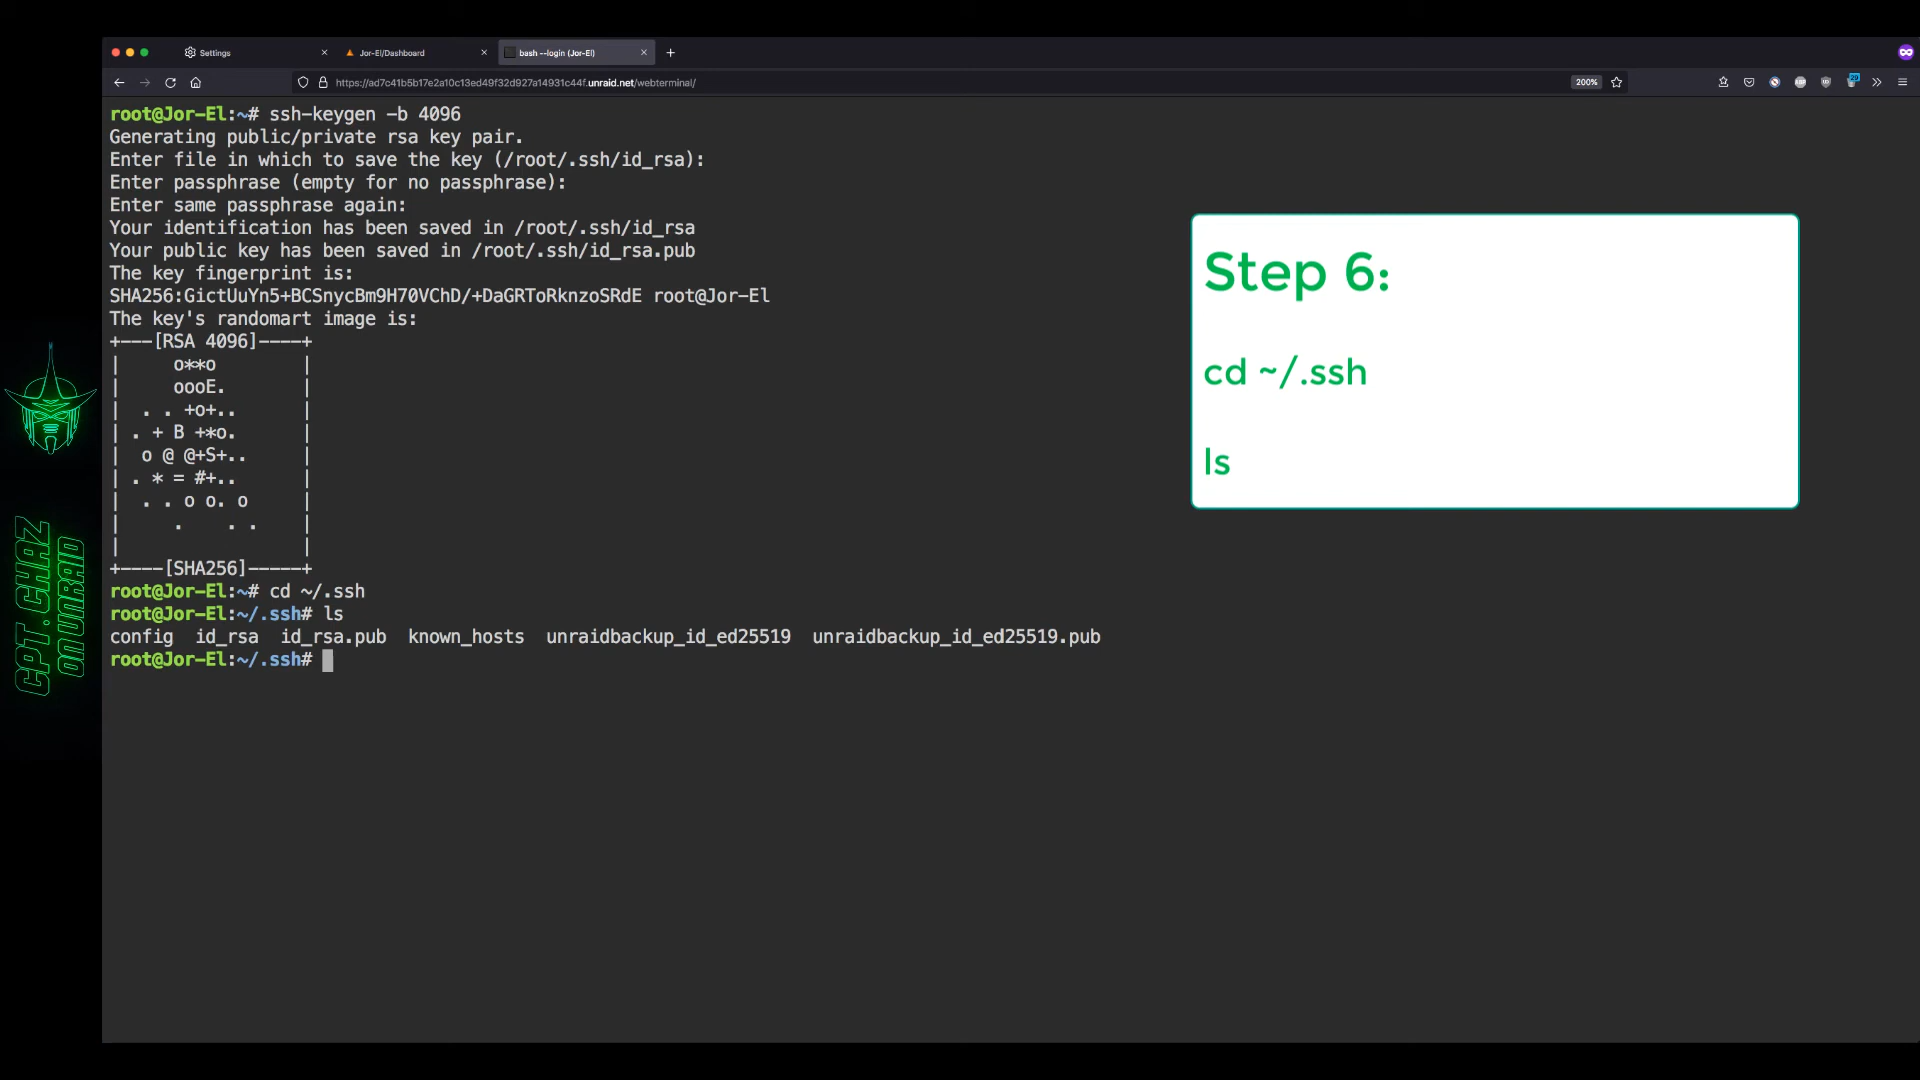 Settings
Jor-El/Dashboard
bash --login (Jor-El)
https://ad7c41b5b17e2a10c13ed49f32d927a14931c44f.unraid.net/webterminal/
200%
29
root@Jor-El:~# ssh-keygen -b 4096
Generating public/private rsa key pair.
Enter file in which to save the key (/root/.ssh/id_rsa):
Enter passphrase (empty for no passphrase):
Enter same passphrase again:
Your identification has been saved in /root/.ssh/id_rsa
Your public key has been saved in /root/.ssh/id_rsa.pub
The key fingerprint is:
SHA256:GictUuYn5+BCSnycBm9H70VChD/+DaGRToRknzoSRdE root@Jor-El
The key's randomart image is:
+---[RSA 4096]----+
|     o**o        |
|     oooE.       |
|  . . +o+..      |
| . + B +*o.      |
|  o @ @+S+..     |
| . * = #+..      |
|  . . o o. o     |
|     .    . .    |
|                 |
+----[SHA256]-----+
root@Jor-El:~# cd ~/.ssh
root@Jor-El:~/.ssh# ls
config  id_rsa  id_rsa.pub  known_hosts  unraidbackup_id_ed25519  unraidbackup_id_ed25519.pub
root@Jor-El:~/.ssh#
Step 6:
cd ~/.ssh
ls
CPT.CHAZ
ON UNRAID